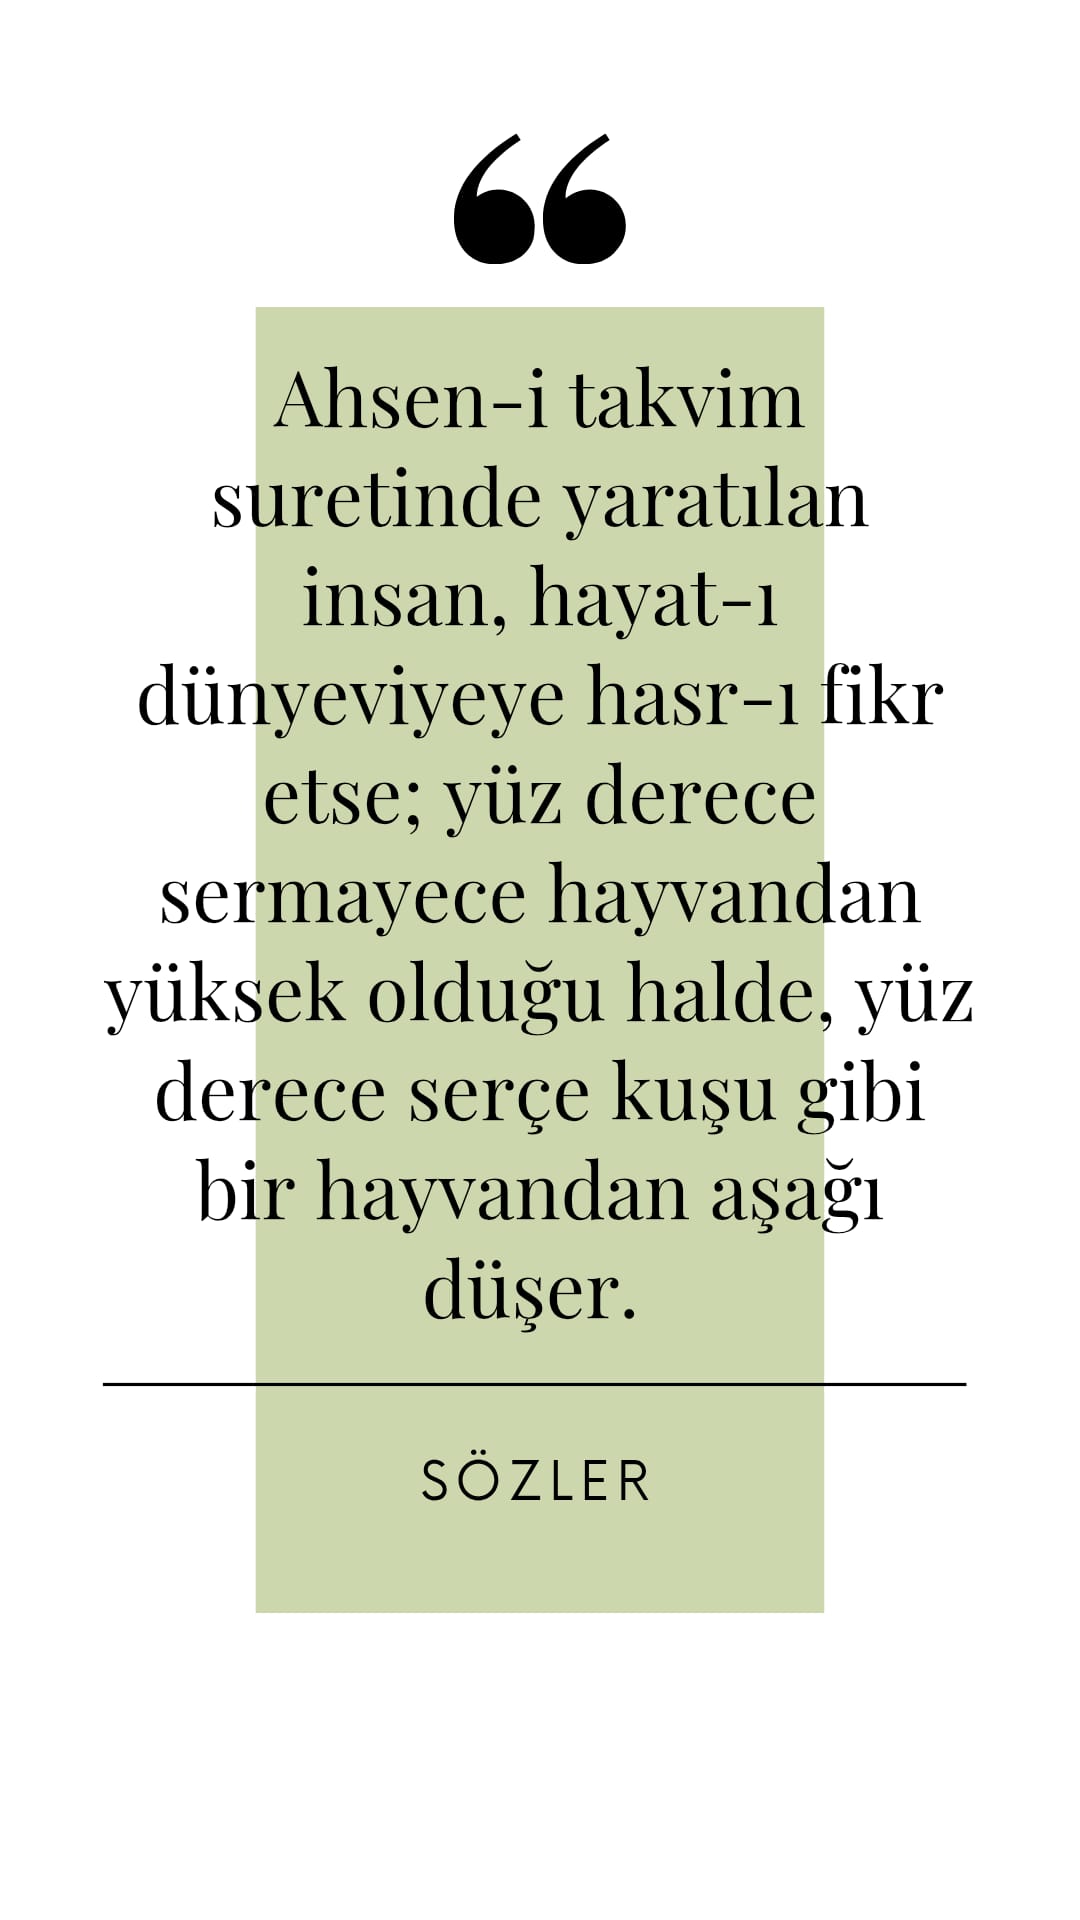 “
Ahsen-i takvim
suretinde yaratılan
insan, hayat-ı
dünyeviyeye hasr-ı fikr
etse; yüz derece
sermayece hayvandan
yüksek olduğu halde, yüz
derece serçe kuşu gibi
bir hayvandan aşağı
düşer.
SÖZLER